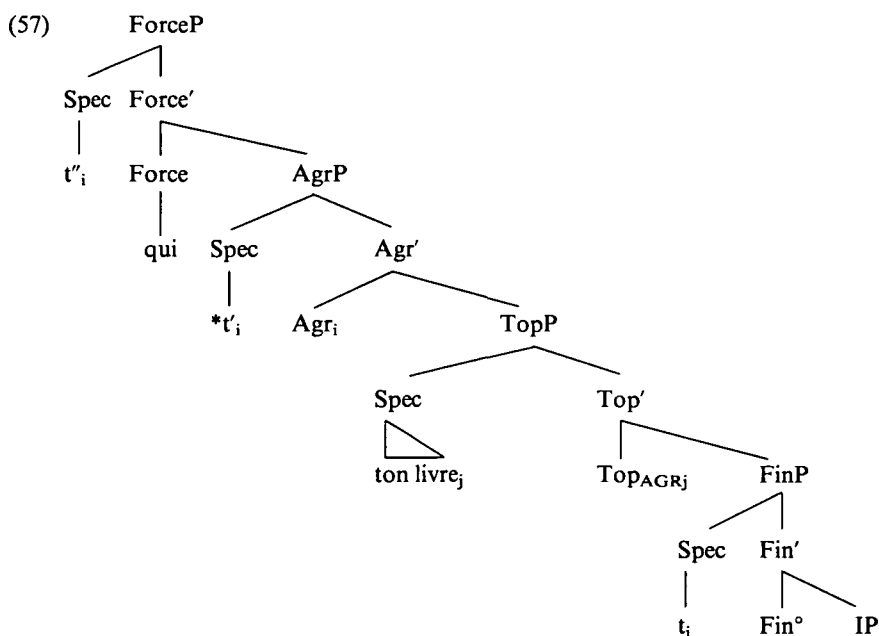 (57) ForceP
Spec Force′
t″i Force AgrP
qui Spec Agr′
*t′i Agri TopP
Spec Top′
ton livrej TopAGRj FinP
Spec Fin′
ti Fin° IP